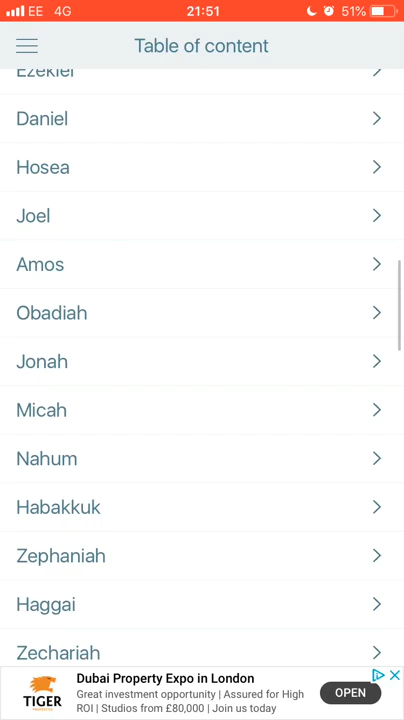 EE 4G 21:51 51%
Table of content
Ezekiel
Daniel
Hosea
Joel
Amos
Obadiah
Jonah
Micah
Nahum
Habakkuk
Zephaniah
Haggai
Zechariah
Dubai Property Expo in London
Great investment opportunity | Assured for High
ROI | Studios from £80,000 | Join us today
OPEN
TIGER